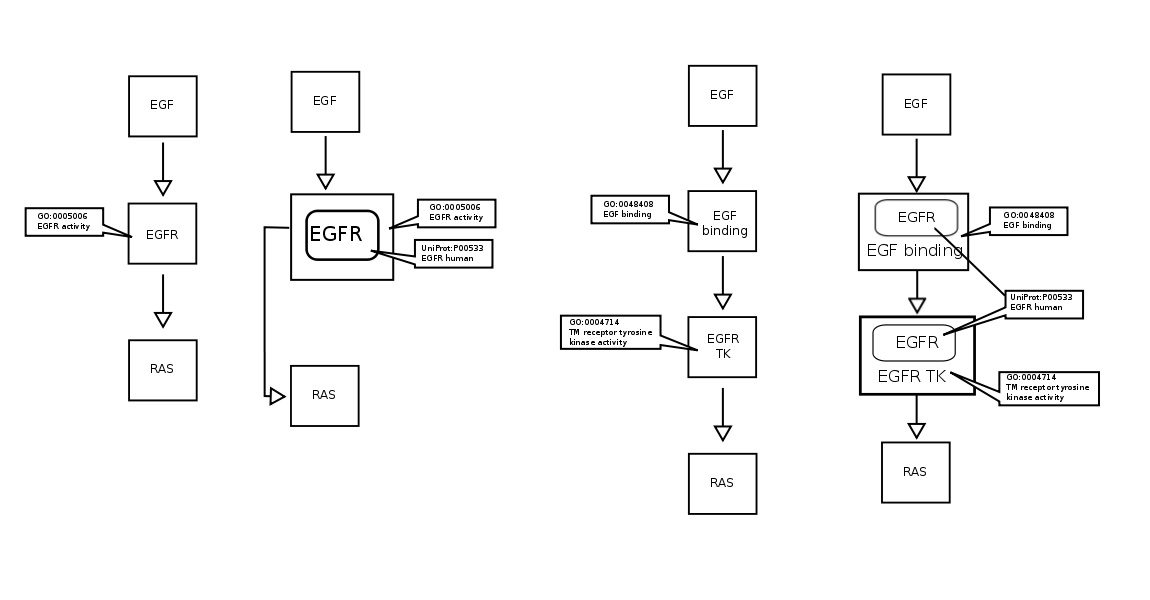 EGF
GO:0005006
EGFR activity
EGFR
RAS
EGF
EGFR
GO:0005006
EGFR activity
UniProt:P00533
EGFR human
RAS
EGF
GO:0048408
EGF binding
EGF
binding
GO:0004714
TM receptor tyrosine
kinase activity
EGFR
TK
RAS
EGF
EGFR
EGF binding
GO:0048408
EGF binding
UniProt:P00533
EGFR human
EGFR
EGFR TK
GO:0004714
TM receptor tyrosine
kinase activity
RAS